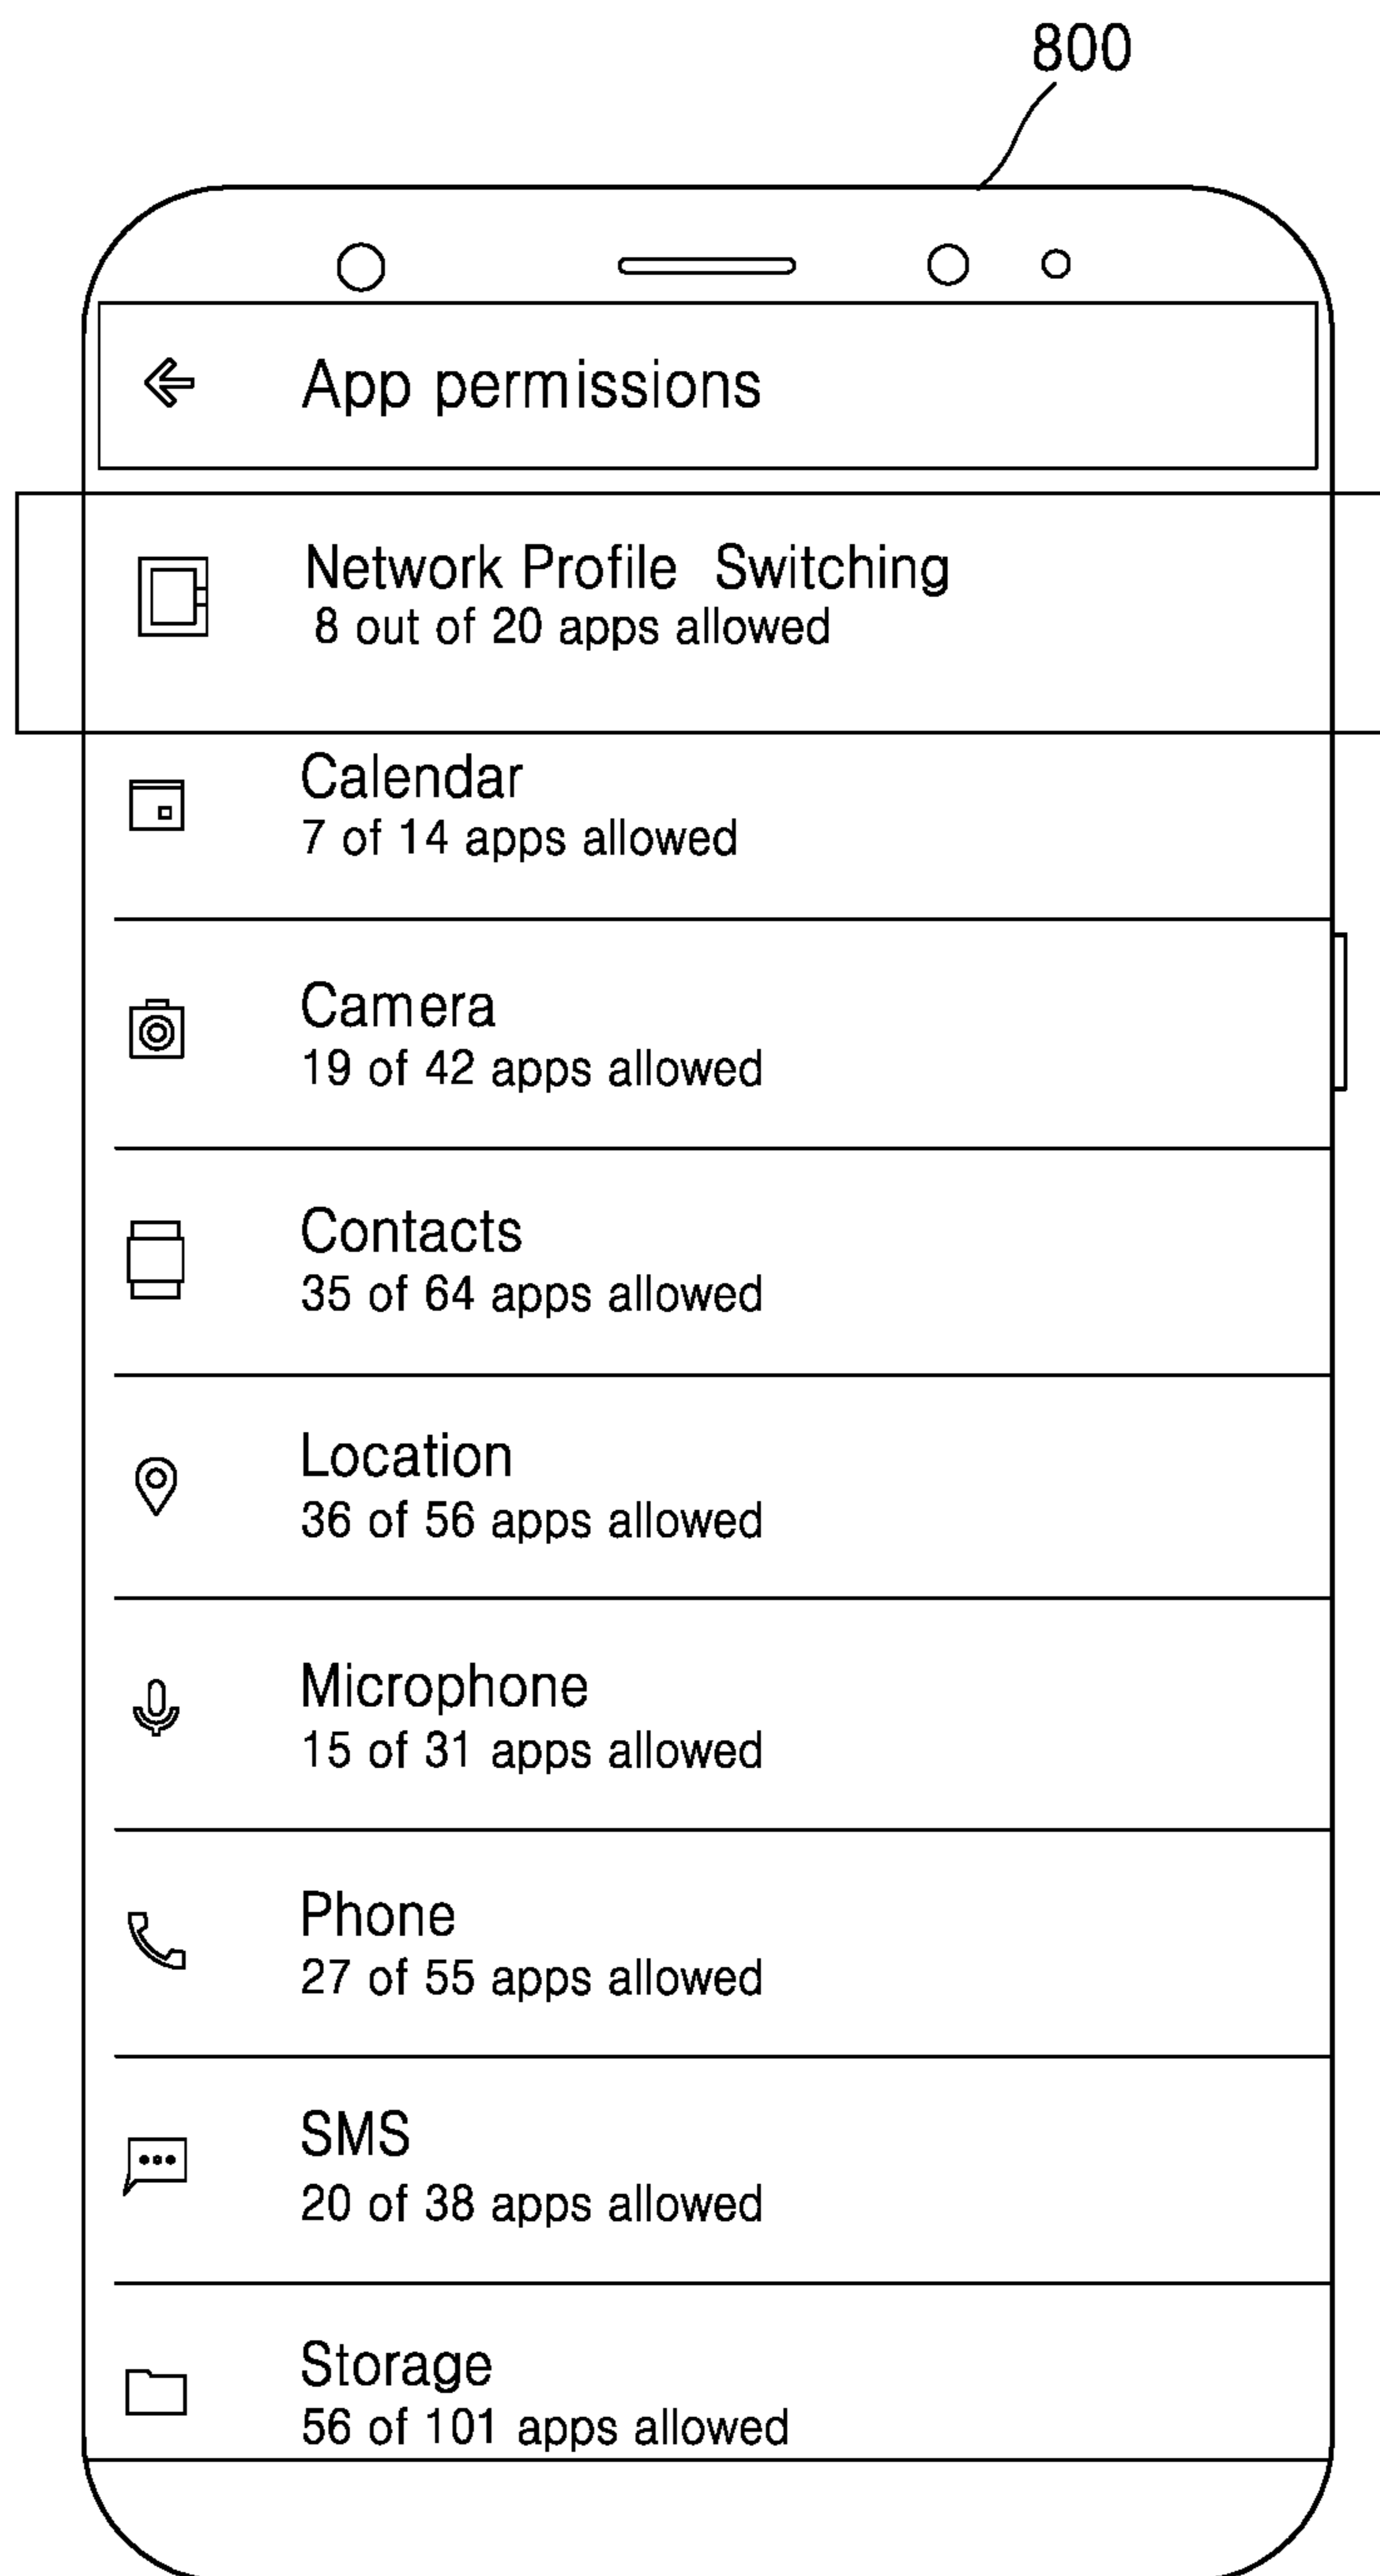 800
App permissions
Network Profile Switching
8 out of 20 apps allowed
Calendar
7 of 14 apps allowed
Camera
19 of 42 apps allowed
Contacts
35 of 64 apps allowed
Location
36 of 56 apps allowed
Microphone
15 of 31 apps allowed
Phone
27 of 55 apps allowed
SMS
20 of 38 apps allowed
Storage
56 of 101 apps allowed